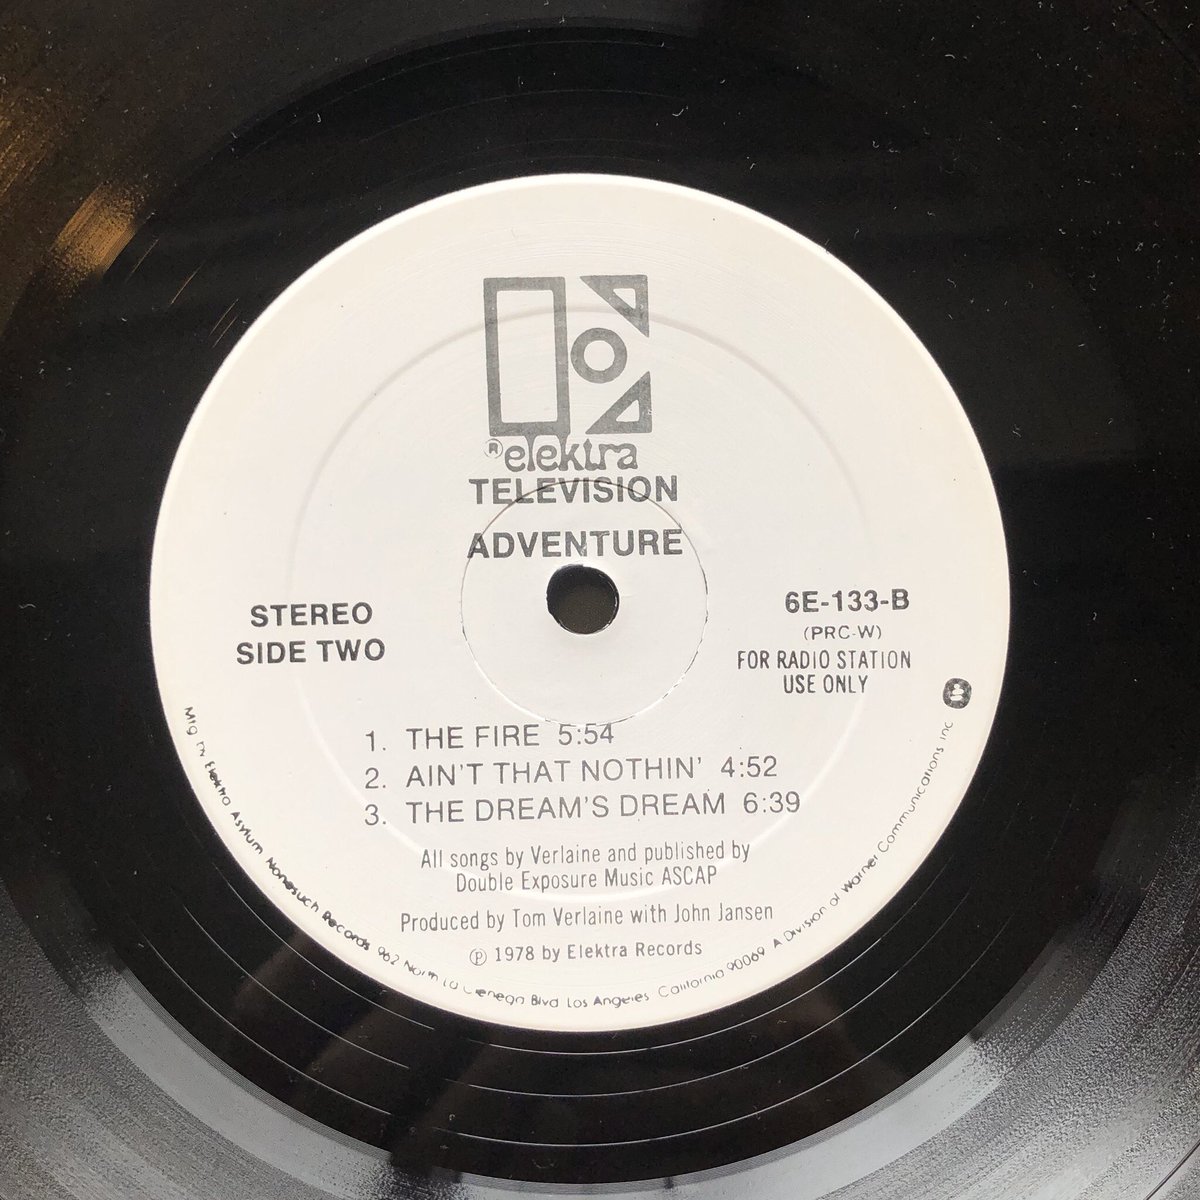 ® elektra
TELEVISION
ADVENTURE
STEREO
SIDE TWO
6E-133-B
(PRC-W)
FOR RADIO STATION
USE ONLY
1. THE FIRE 5:54
2. AIN'T THAT NOTHIN' 4:52
3. THE DREAM'S DREAM 6:39
All songs by Verlaine and published by
Double Exposure Music ASCAP
Produced by Tom Verlaine with John Jansen
℗ 1978 by Elektra Records
Mfg by Elektra Asylum Nonesuch Records 962 North La Cienega Blvd Los Angeles California 90069 A Division of Warner Communications Inc